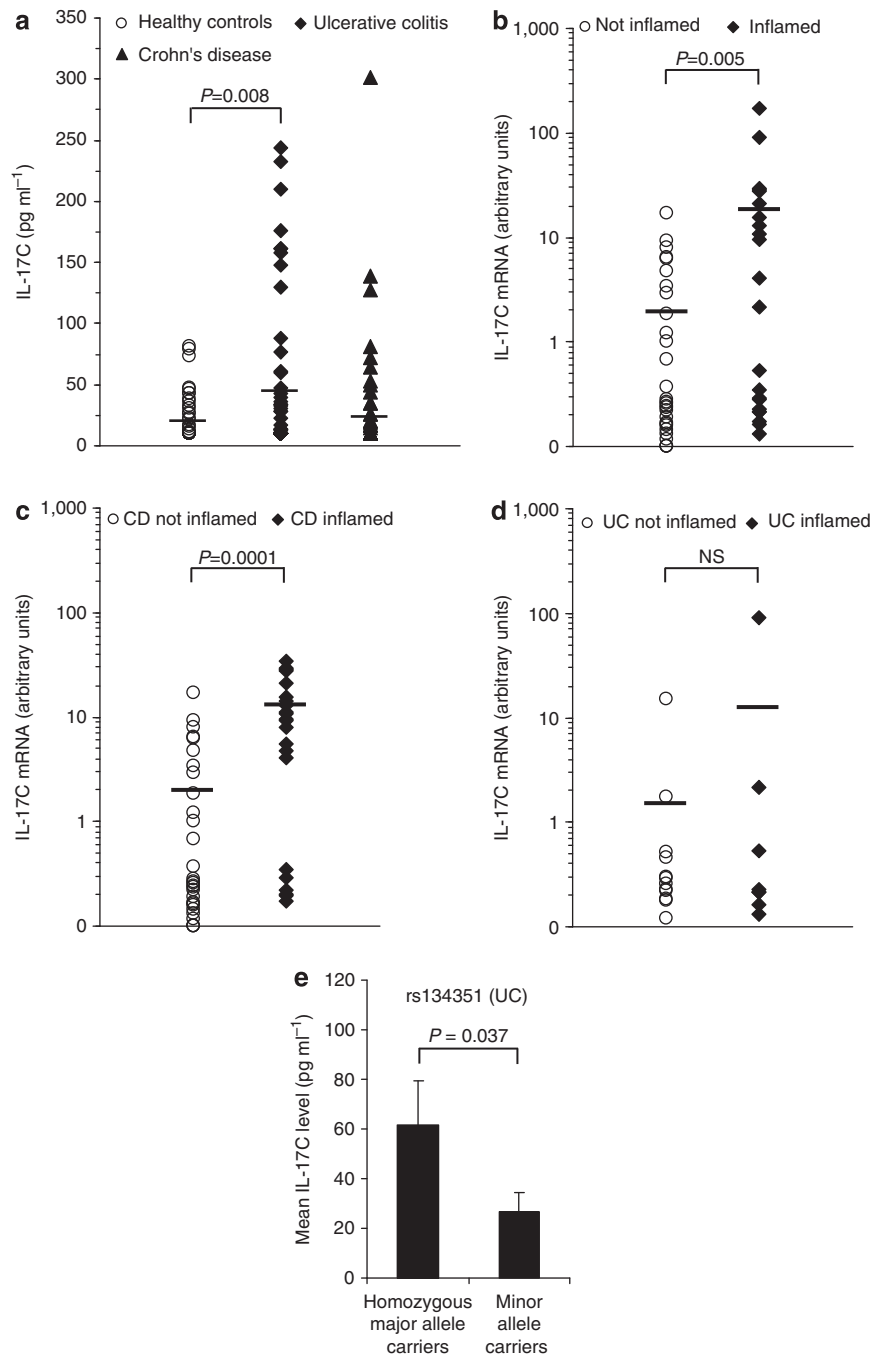 a
○ Healthy controls ◆ Ulcerative colitis
▲ Crohn's disease
P=0.008
IL-17C (pg ml⁻¹)
350
300
250
200
150
100
50
0
b
○ Not inflamed ◆ Inflamed
P=0.005
IL-17C mRNA (arbitrary units)
1,000
100
10
1
0
c
○ CD not inflamed ◆ CD inflamed
P=0.0001
IL-17C mRNA (arbitrary units)
1,000
100
10
1
0
d
○ UC not inflamed ◆ UC inflamed
NS
IL-17C mRNA (arbitrary units)
1,000
100
10
1
0
e
rs134351 (UC)
P = 0.037
Mean IL-17C level (pg ml⁻¹)
120
100
80
60
40
20
0
Homozygous
major allele
carriers
Minor
allele
carriers